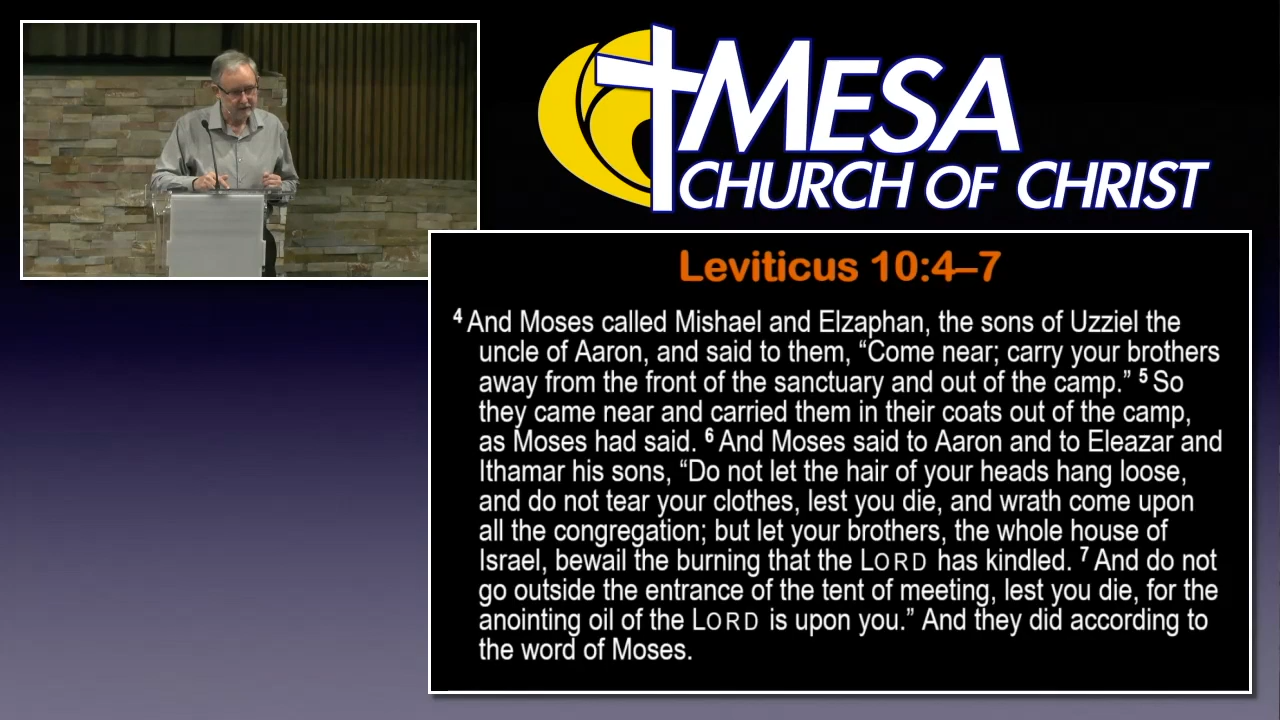 MESA
CHURCH OF CHRIST
Leviticus 10:4–7
4 And Moses called Mishael and Elzaphan, the sons of Uzziel the
uncle of Aaron, and said to them, “Come near; carry your brothers
away from the front of the sanctuary and out of the camp.” 5 So
they came near and carried them in their coats out of the camp,
as Moses had said. 6 And Moses said to Aaron and to Eleazar and
Ithamar his sons, “Do not let the hair of your heads hang loose,
and do not tear your clothes, lest you die, and wrath come upon
all the congregation; but let your brothers, the whole house of
Israel, bewail the burning that the LORD has kindled. 7 And do not
go outside the entrance of the tent of meeting, lest you die, for the
anointing oil of the LORD is upon you.” And they did according to
the word of Moses.